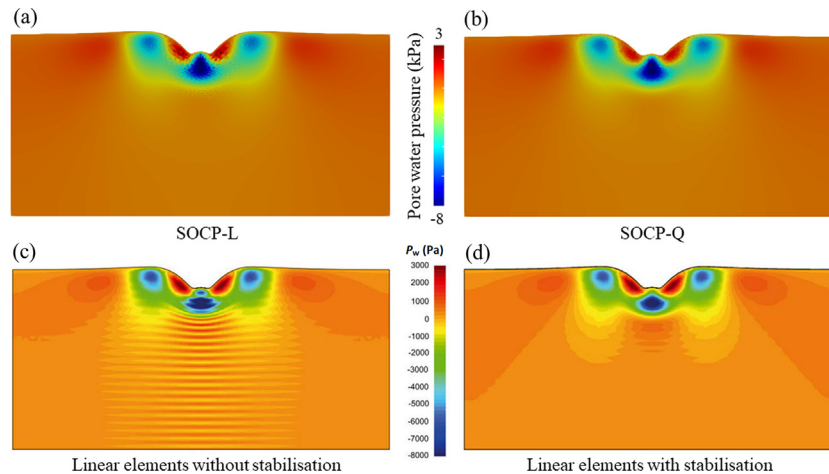 (a)
(b)
3
Pore water pressure (kPa)
-8
SOCP-L
SOCP-Q
(c)
(d)
Pw (Pa)
3000
2000
1000
0
-1000
-2000
-3000
-4000
-5000
-6000
-7000
-8000
Linear elements without stabilisation
Linear elements with stabilisation